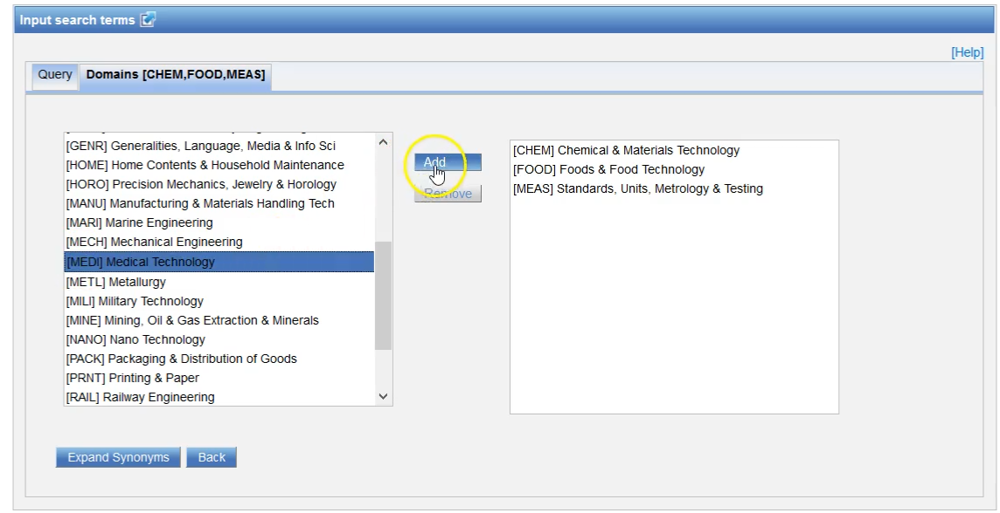 Input search terms
[Help]
Query
Domains [CHEM,FOOD,MEAS]
[GENR] Generalities, Language, Media & Info Sci
[HOME] Home Contents & Household Maintenance
[HORO] Precision Mechanics, Jewelry & Horology
[MANU] Manufacturing & Materials Handling Tech
[MARI] Marine Engineering
[MECH] Mechanical Engineering
[MEDI] Medical Technology
[METL] Metallurgy
[MILI] Military Technology
[MINE] Mining, Oil & Gas Extraction & Minerals
[NANO] Nano Technology
[PACK] Packaging & Distribution of Goods
[PRNT] Printing & Paper
[RAIL] Railway Engineering
Add
Remove
[CHEM] Chemical & Materials Technology
[FOOD] Foods & Food Technology
[MEAS] Standards, Units, Metrology & Testing
Expand Synonyms
Back